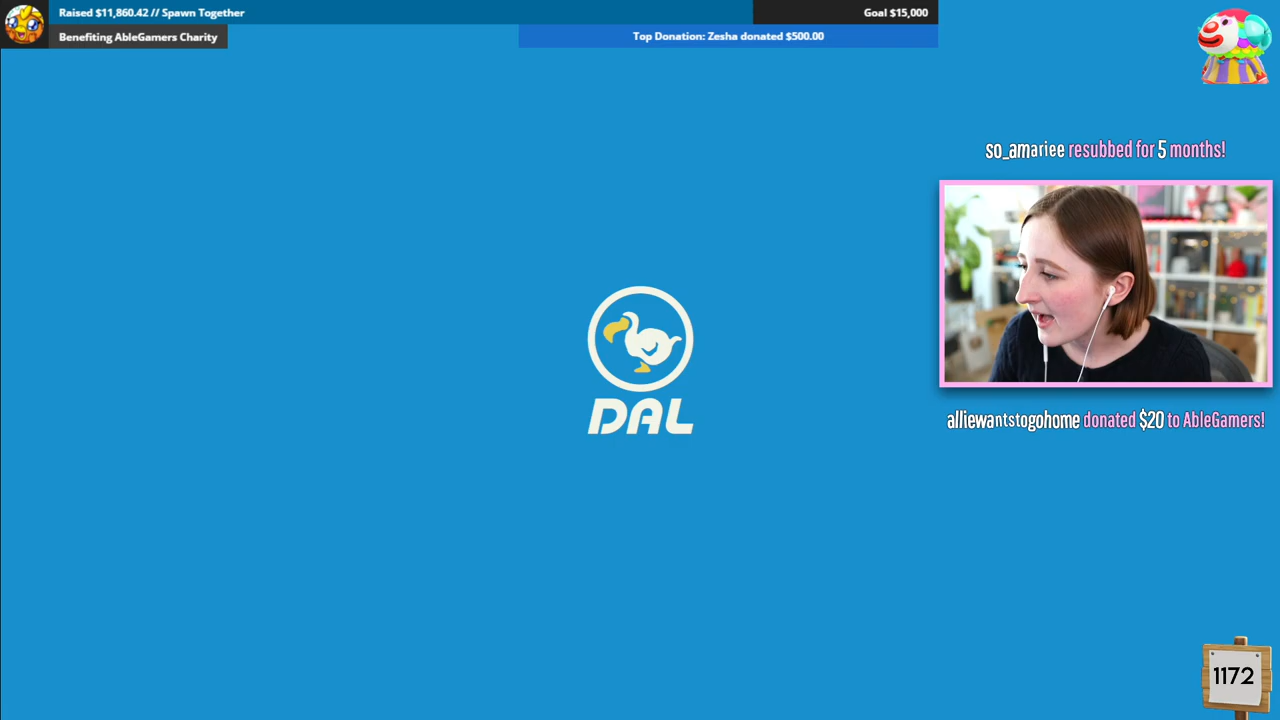 Raised $11,860.42 // Spawn Together
Goal $15,000
Benefiting AbleGamers Charity
Top Donation: Zesha donated $500.00
so_amariee resubbed for 5 months!
DAL
alliewantstogohome donated $20 to AbleGamers!
1172